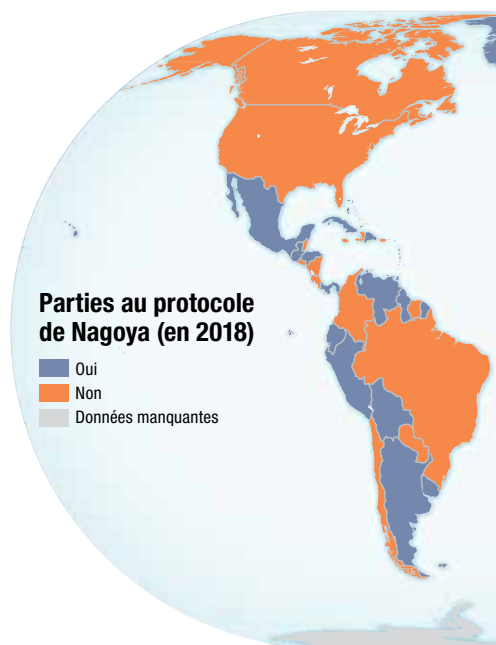 Parties au protocole
de Nagoya (en 2018)
Oui
Non
Données manquantes